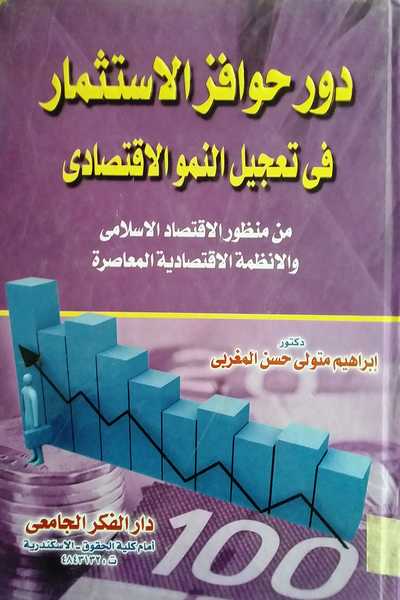 دور حوافز الاستثمار
فى تعجيل النمو الاقتصادى
من منظور الاقتصاد الاسلامى
والانظمة الاقتصادية المعاصرة
دكتور
إبراهيم متولى حسن المغربى
دار الفكر الجامعى
أمام كلية الحقوق - الاسكندرية
ت: ٤٨٤٣١٣٢
100